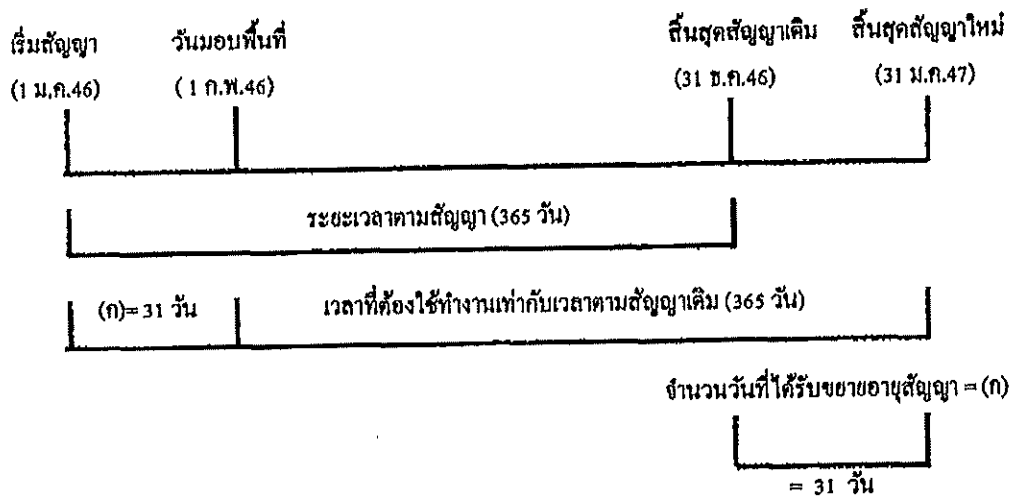 เริ่มสัญญา วันมอบพื้นที่ สิ้นสุดสัญญาเดิม สิ้นสุดสัญญาใหม่
(1 ม.ค.46) ( 1 ก.พ.46) (31 ธ.ค.46) (31 ม.ค.47)
ระยะเวลาตามสัญญา (365 วัน)
(ก)= 31 วัน เวลาที่ต้องใช้ทำงานเท่ากับเวลาตามสัญญาเดิม (365 วัน)
จำนวนวันที่ได้รับขยายอายุสัญญา = (ก)
= 31 วัน